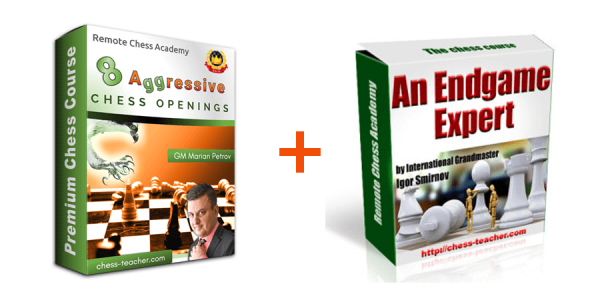 Premium Chess Course
Remote Chess Academy
8 Aggressive
CHESS OPENINGS
GM Marian Petrov
chess-teacher.com
+
Remote Chess Academy
The chess course
An Endgame
Expert
by International Grandmaster
Igor Smirnov
http://chess-teacher.com